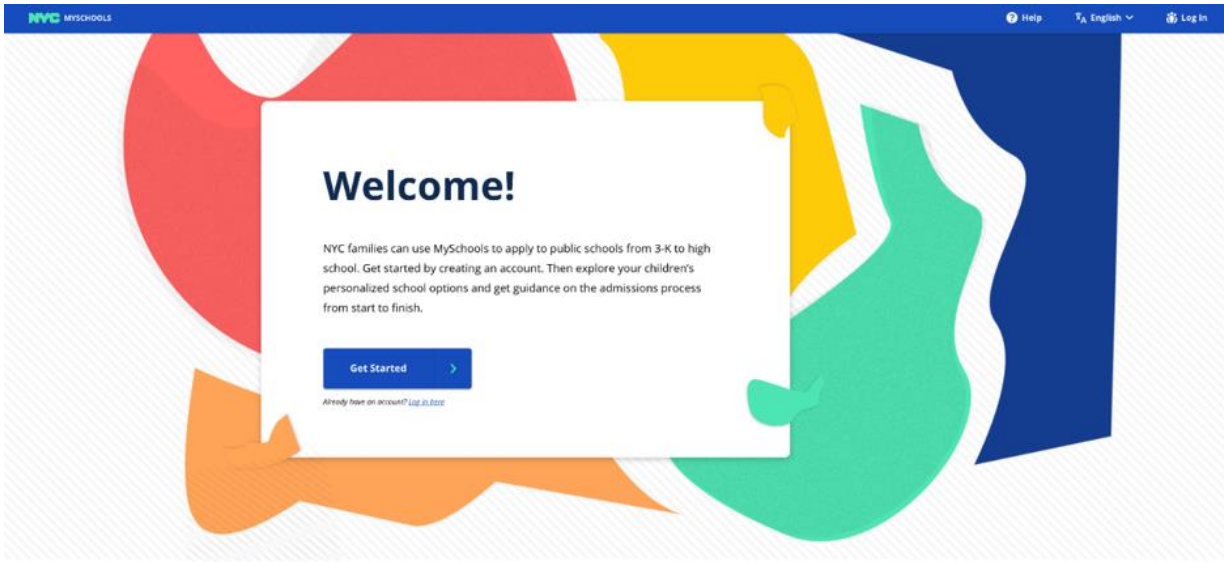 NYC MYSCHOOLS
Help
English
Log In
Welcome!
NYC families can use MySchools to apply to public schools from 3-K to high
school. Get started by creating an account. Then explore your children's
personalized school options and get guidance on the admissions process
from start to finish.
Get Started
Already have an account? Log in here